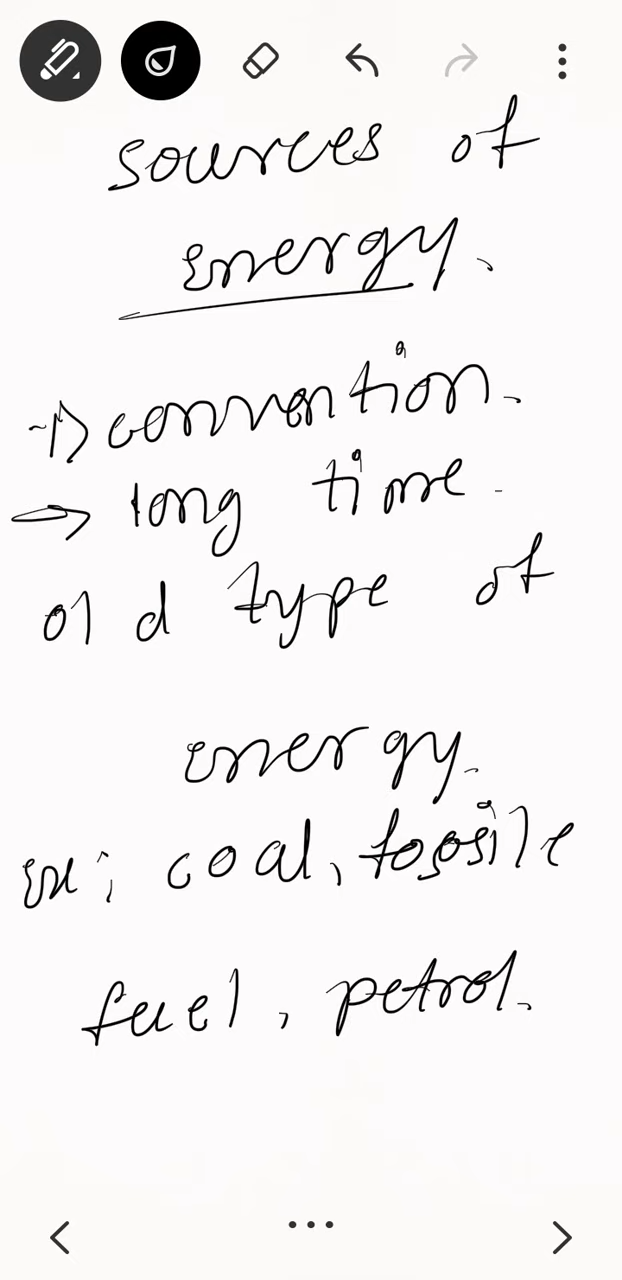 sources of
Energy.
→1) convention.
→ long time.
old type of
energy.
Ex; coal, fossile
fuel, petrol.